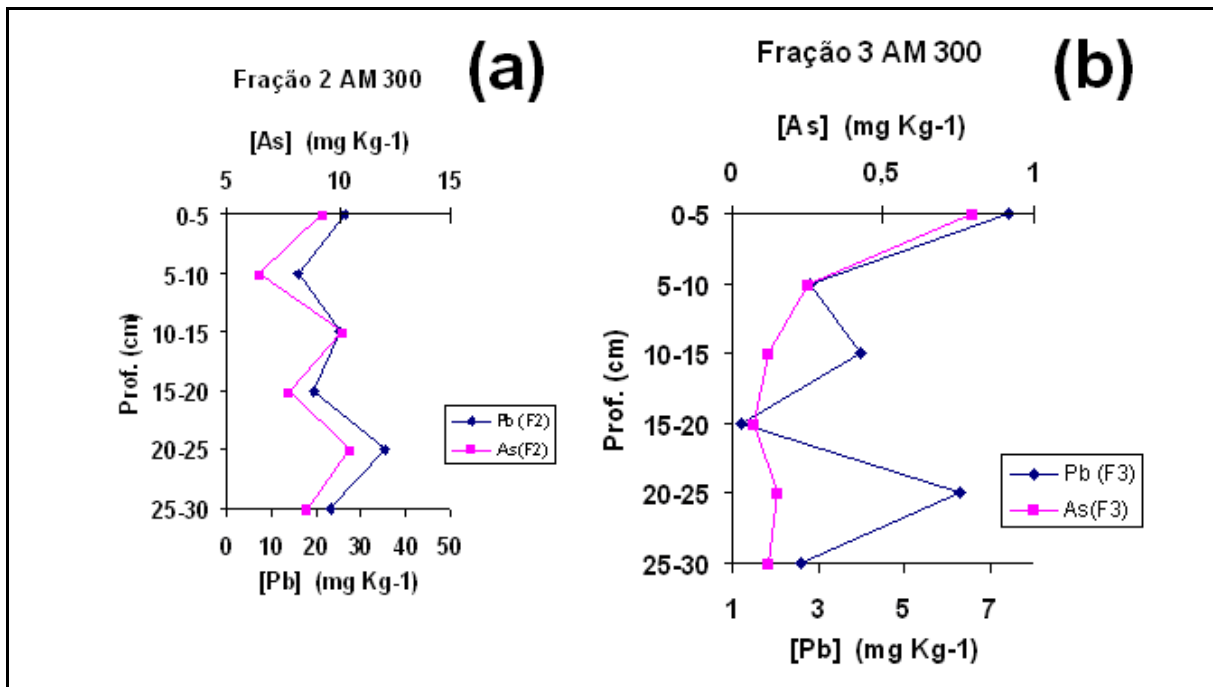 (a)
Fração 2 AM 300
[As] (mg Kg-1)
5 10 15
0-5
5-10
10-15
15-20
20-25
25-30
Prof. (cm)
0 10 20 30 40 50
[Pb] (mg Kg-1)
Pb (F2)
As(F2)
(b)
Fração 3 AM 300
[As] (mg Kg-1)
0 0,5 1
0-5
5-10
10-15
15-20
20-25
25-30
Prof. (cm)
1 3 5 7
[Pb] (mg Kg-1)
Pb (F3)
As(F3)